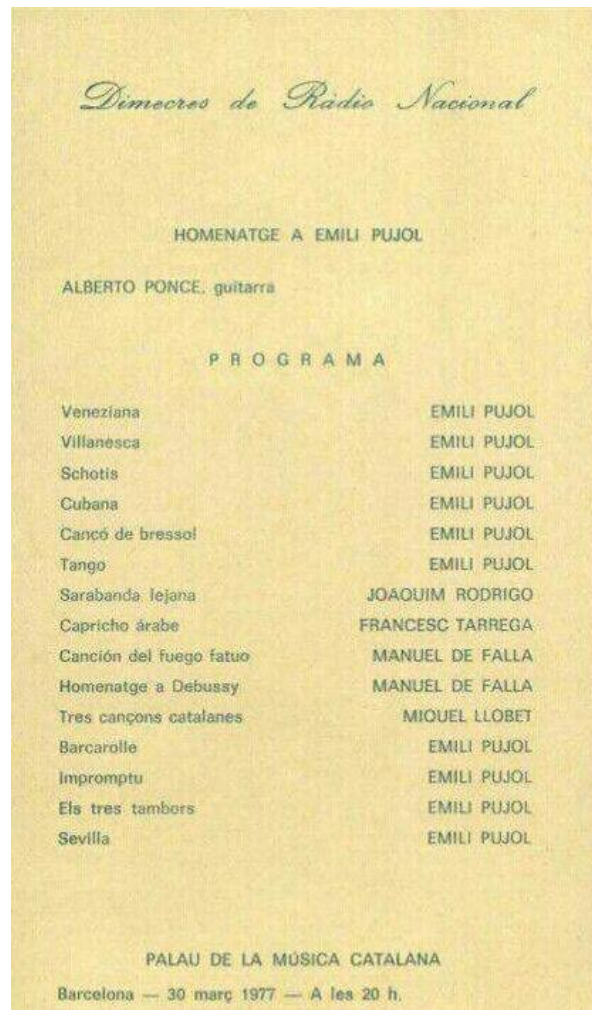 Dimecres de Ràdio Nacional
HOMENATGE A EMILI PUJOL
ALBERTO PONCE, guitarra
PROGRAMA
Veneziana EMILI PUJOL
Villanesca EMILI PUJOL
Schotis EMILI PUJOL
Cubana EMILI PUJOL
Cancó de bressol EMILI PUJOL
Tango EMILI PUJOL
Sarabanda lejana JOAQUIM RODRIGO
Capricho árabe FRANCESC TARREGA
Canción del fuego fatuo MANUEL DE FALLA
Homenatge a Debussy MANUEL DE FALLA
Tres cançons catalanes MIQUEL LLOBET
Barcarolle EMILI PUJOL
Impromptu EMILI PUJOL
Els tres tambors EMILI PUJOL
Sevilla EMILI PUJOL
PALAU DE LA MÚSICA CATALANA
Barcelona — 30 març 1977 — A les 20 h.